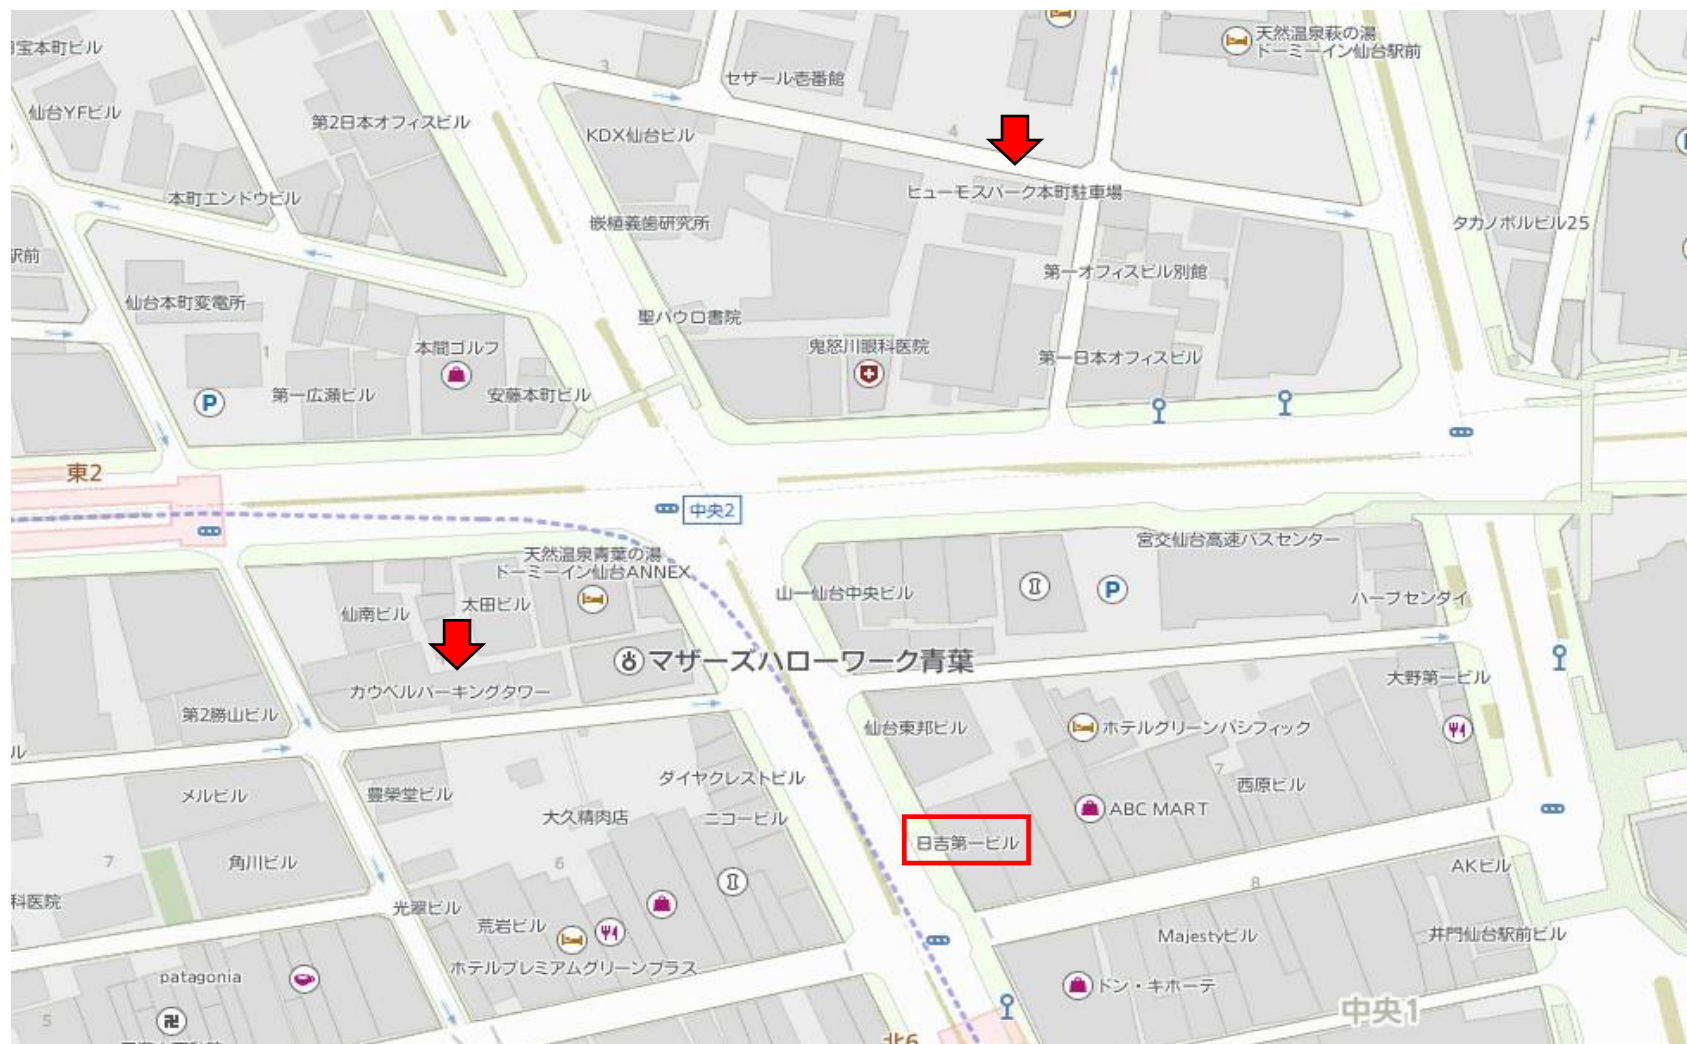 宝本町ビル
天然温泉萩の湯
ドーミーイン仙台駅前
3
セザール壱番館
仙台YFビル
第2日本オフィスビル
KDX仙台ビル
4
本町エンドウビル
ヒューモスパーク本町駐車場
嵌植義歯研究所
タカノボルビル25
駅前
第一オフィスビル別館
1
仙台本町変電所
聖パウロ書院
本間ゴルフ
鬼怒川眼科医院
第一日本オフィスビル
1
第一広瀬ビル
安藤本町ビル
P
東2
中央2
宮交仙台高速バスセンター
天然温泉青葉の湯
ドーミーイン仙台ANNEX
山一仙台中央ビル
P
ハーブセンダイ
仙南ビル
太田ビル
マザーズハローワーク青葉
大野第一ビル
カウベルパーキングタワー
第2勝山ビル
仙台東邦ビル
ホテルグリーンパシフィック
ル
ダイヤクレストビル
7
西原ビル
メルビル
豊栄堂ビル
大久精肉店
ニコービル
ABC MART
日吉第一ビル
7
角川ビル
6
AKビル
8
科医院
光翠ビル
荒岩ビル
Majestyビル
井門仙台駅前ビル
ホテルプレミアムグリーンプラス
patagonia
ドン・キホーテ
中央1
5
北6